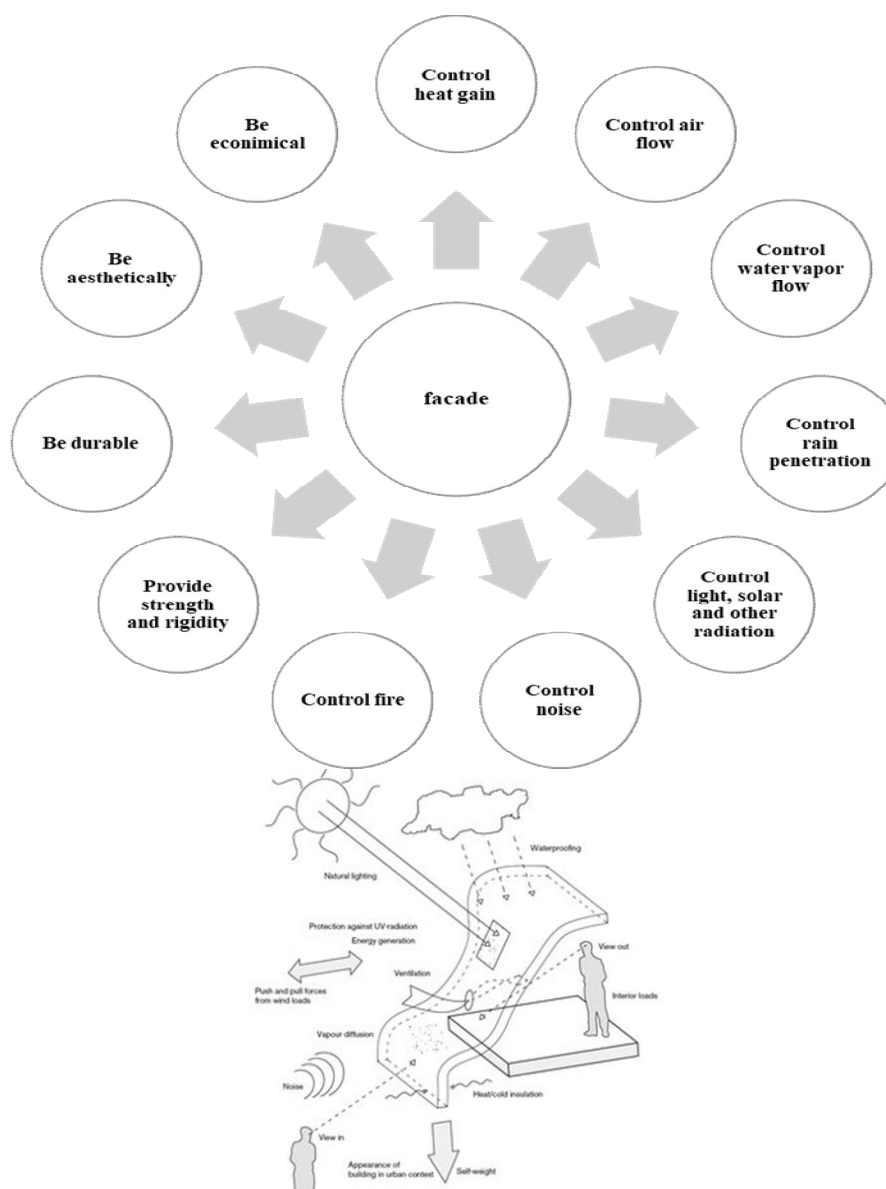 Control
heat gain
Be
econimical
Control air
flow
Be
aesthetically
Control
water vapor
flow
facade
Be durable
Control
rain
penetration
Provide
strength
and rigidity
Control
light, solar
and other
radiation
Control fire
Control
noise
Waterproofing
Natural lighting
Protection against UV-radiation
Energy generation
View out
Ventilation
Push and pull forces
from wind loads
Interior loads
Vapour diffusion
Noise
Heat/cold insulation
View in
Appearance of
building in urban context
Self-weight